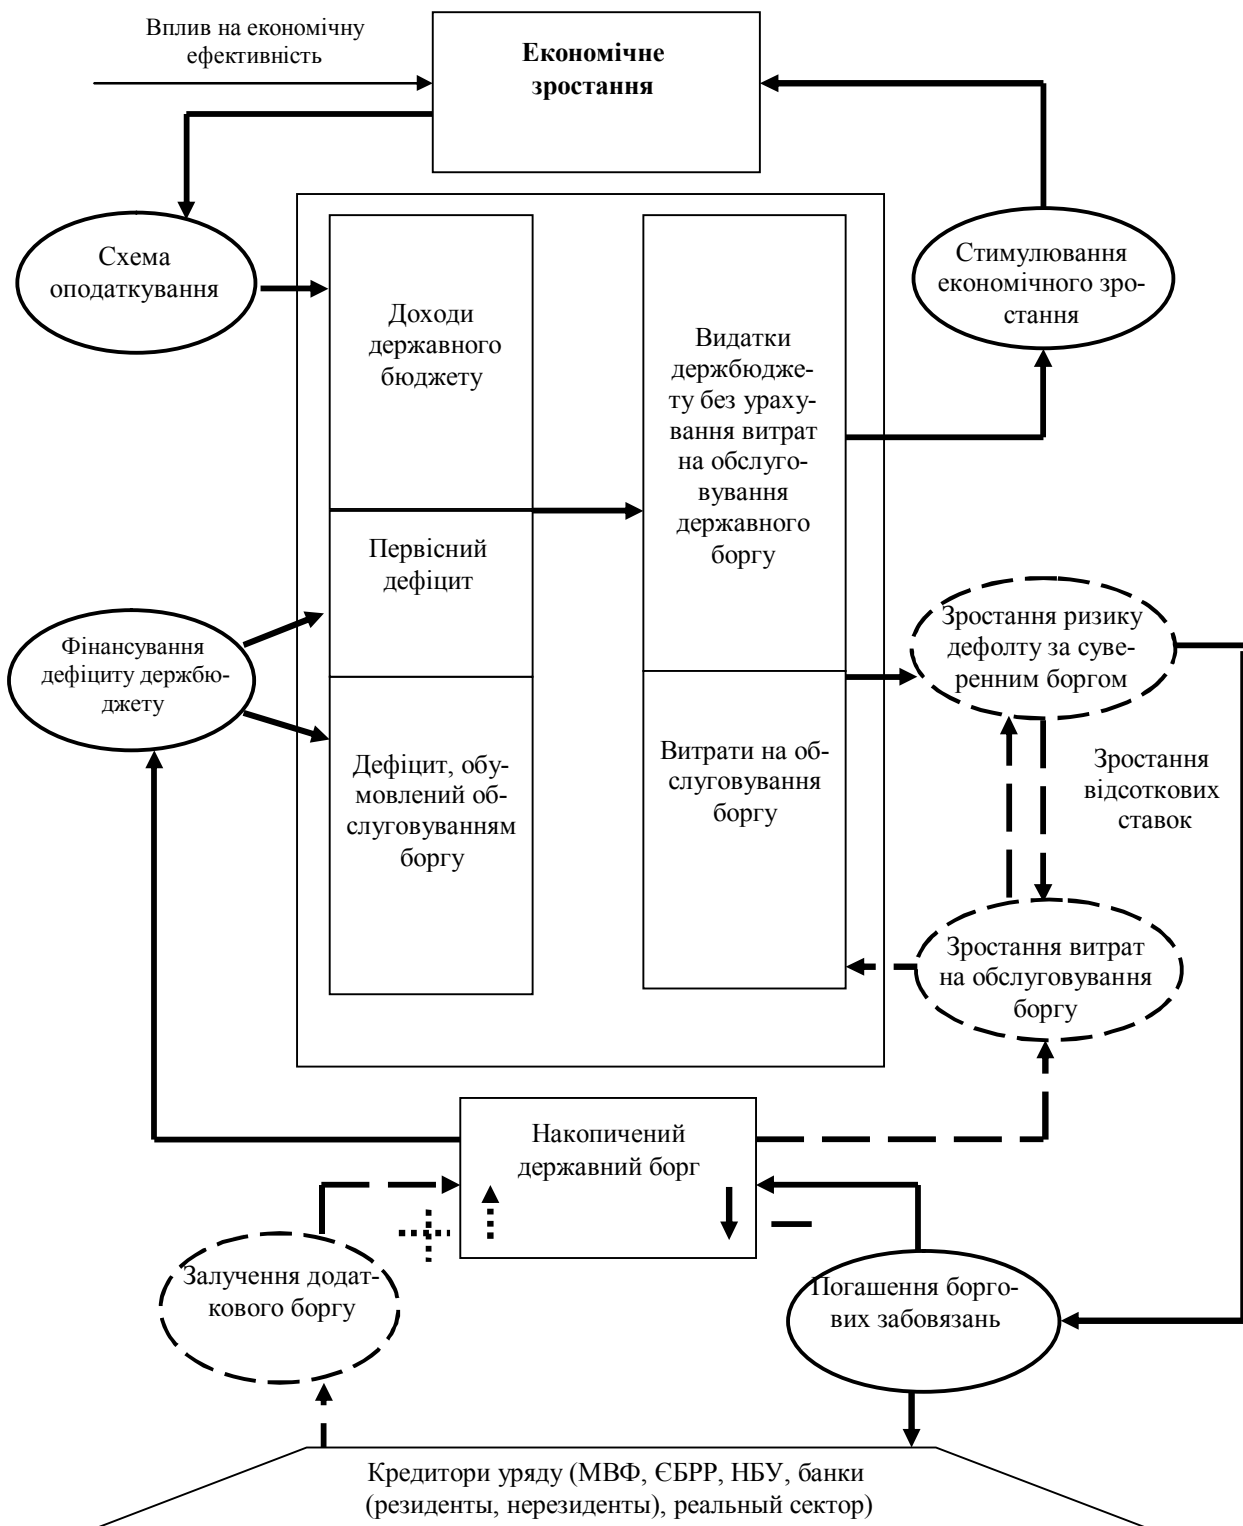 Вплив на економічну
ефективність
Економічне
зростання
Схема
оподаткування
Стимулювання
економічного зро-
стання
Доходи
державного
бюджету
Видатки
держбюдже-
ту без ураху-
вання витрат
на обслуго-
вування
державного
боргу
Первісний
дефіцит
Фінансування
дефіциту держбю-
джету
Зростання ризику
дефолту за суве-
ренним боргом
Дефіцит, обу-
мовлений об-
слуговуванням
боргу
Витрати на об-
слуговування
боргу
Зростання
відсоткових
ставок
Зростання витрат
на обслуговування
боргу
Накопичений
державний борг
Залучення додат-
кового боргу
Погашення борго-
вих забовязань
Кредитори уряду (МВФ, ЄБРР, НБУ, банки
(резиденты, нерезиденты), реальный сектор)